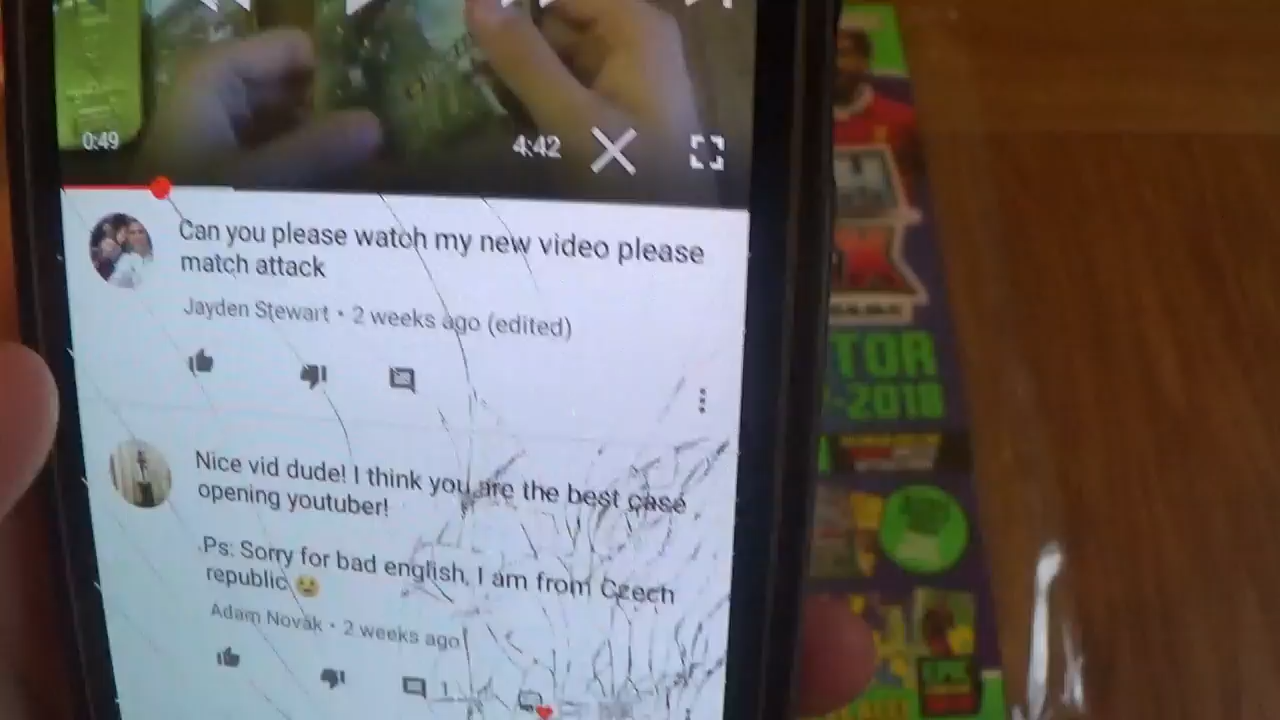 0:49
4:42
Can you please watch my new video please
match attack
Jayden Stewart • 2 weeks ago (edited)
Nice vid dude! I think you are the best case
opening youtuber!
Ps: Sorry for bad english, I am from Czech
republic 😢
Adam Novák • 2 weeks ago
1
TOR
-2018
EPIC